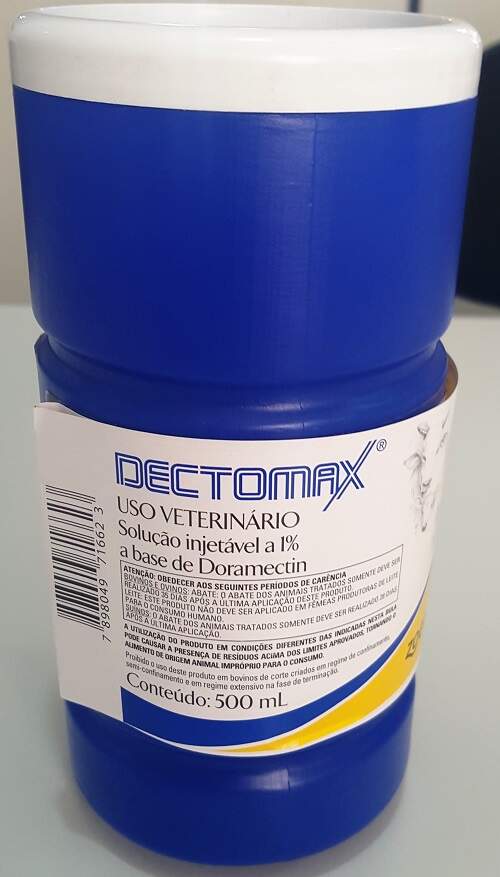 DECTOMAX®
USO VETERINÁRIO
Solução injetável a 1%
a base de Doramectin
ATENÇÃO: OBEDECER AOS SEGUINTES PERÍODOS DE CARÊNCIA
BOVINOS E OVINOS: ABATE: O ABATE DOS ANIMAIS TRATADOS SOMENTE DEVE SER
REALIZADO 35 DIAS APÓS A ÚLTIMA APLICAÇÃO DESTE PRODUTO.
LEITE: ESTE PRODUTO NÃO DEVE SER APLICADO EM FÊMEAS PRODUTORAS DE LEITE
PARA O CONSUMO HUMANO.
SUÍNOS: O ABATE DOS ANIMAIS TRATADOS SOMENTE DEVE SER REALIZADO 28 DIAS
APÓS A ÚLTIMA APLICAÇÃO.
A UTILIZAÇÃO DO PRODUTO EM CONDIÇÕES DIFERENTES DAS INDICADAS NESTA BULA
PODE CAUSAR A PRESENÇA DE RESÍDUOS ACIMA DOS LIMITES APROVADOS, TORNANDO O
ALIMENTO DE ORIGEM ANIMAL IMPRÓPRIO PARA O CONSUMO.
Proibido o uso deste produto em bovinos de corte criados em regime de confinamento,
semi-confinamento e em regime extensivo na fase de terminação.
Conteúdo: 500 mL
7 898049 716623